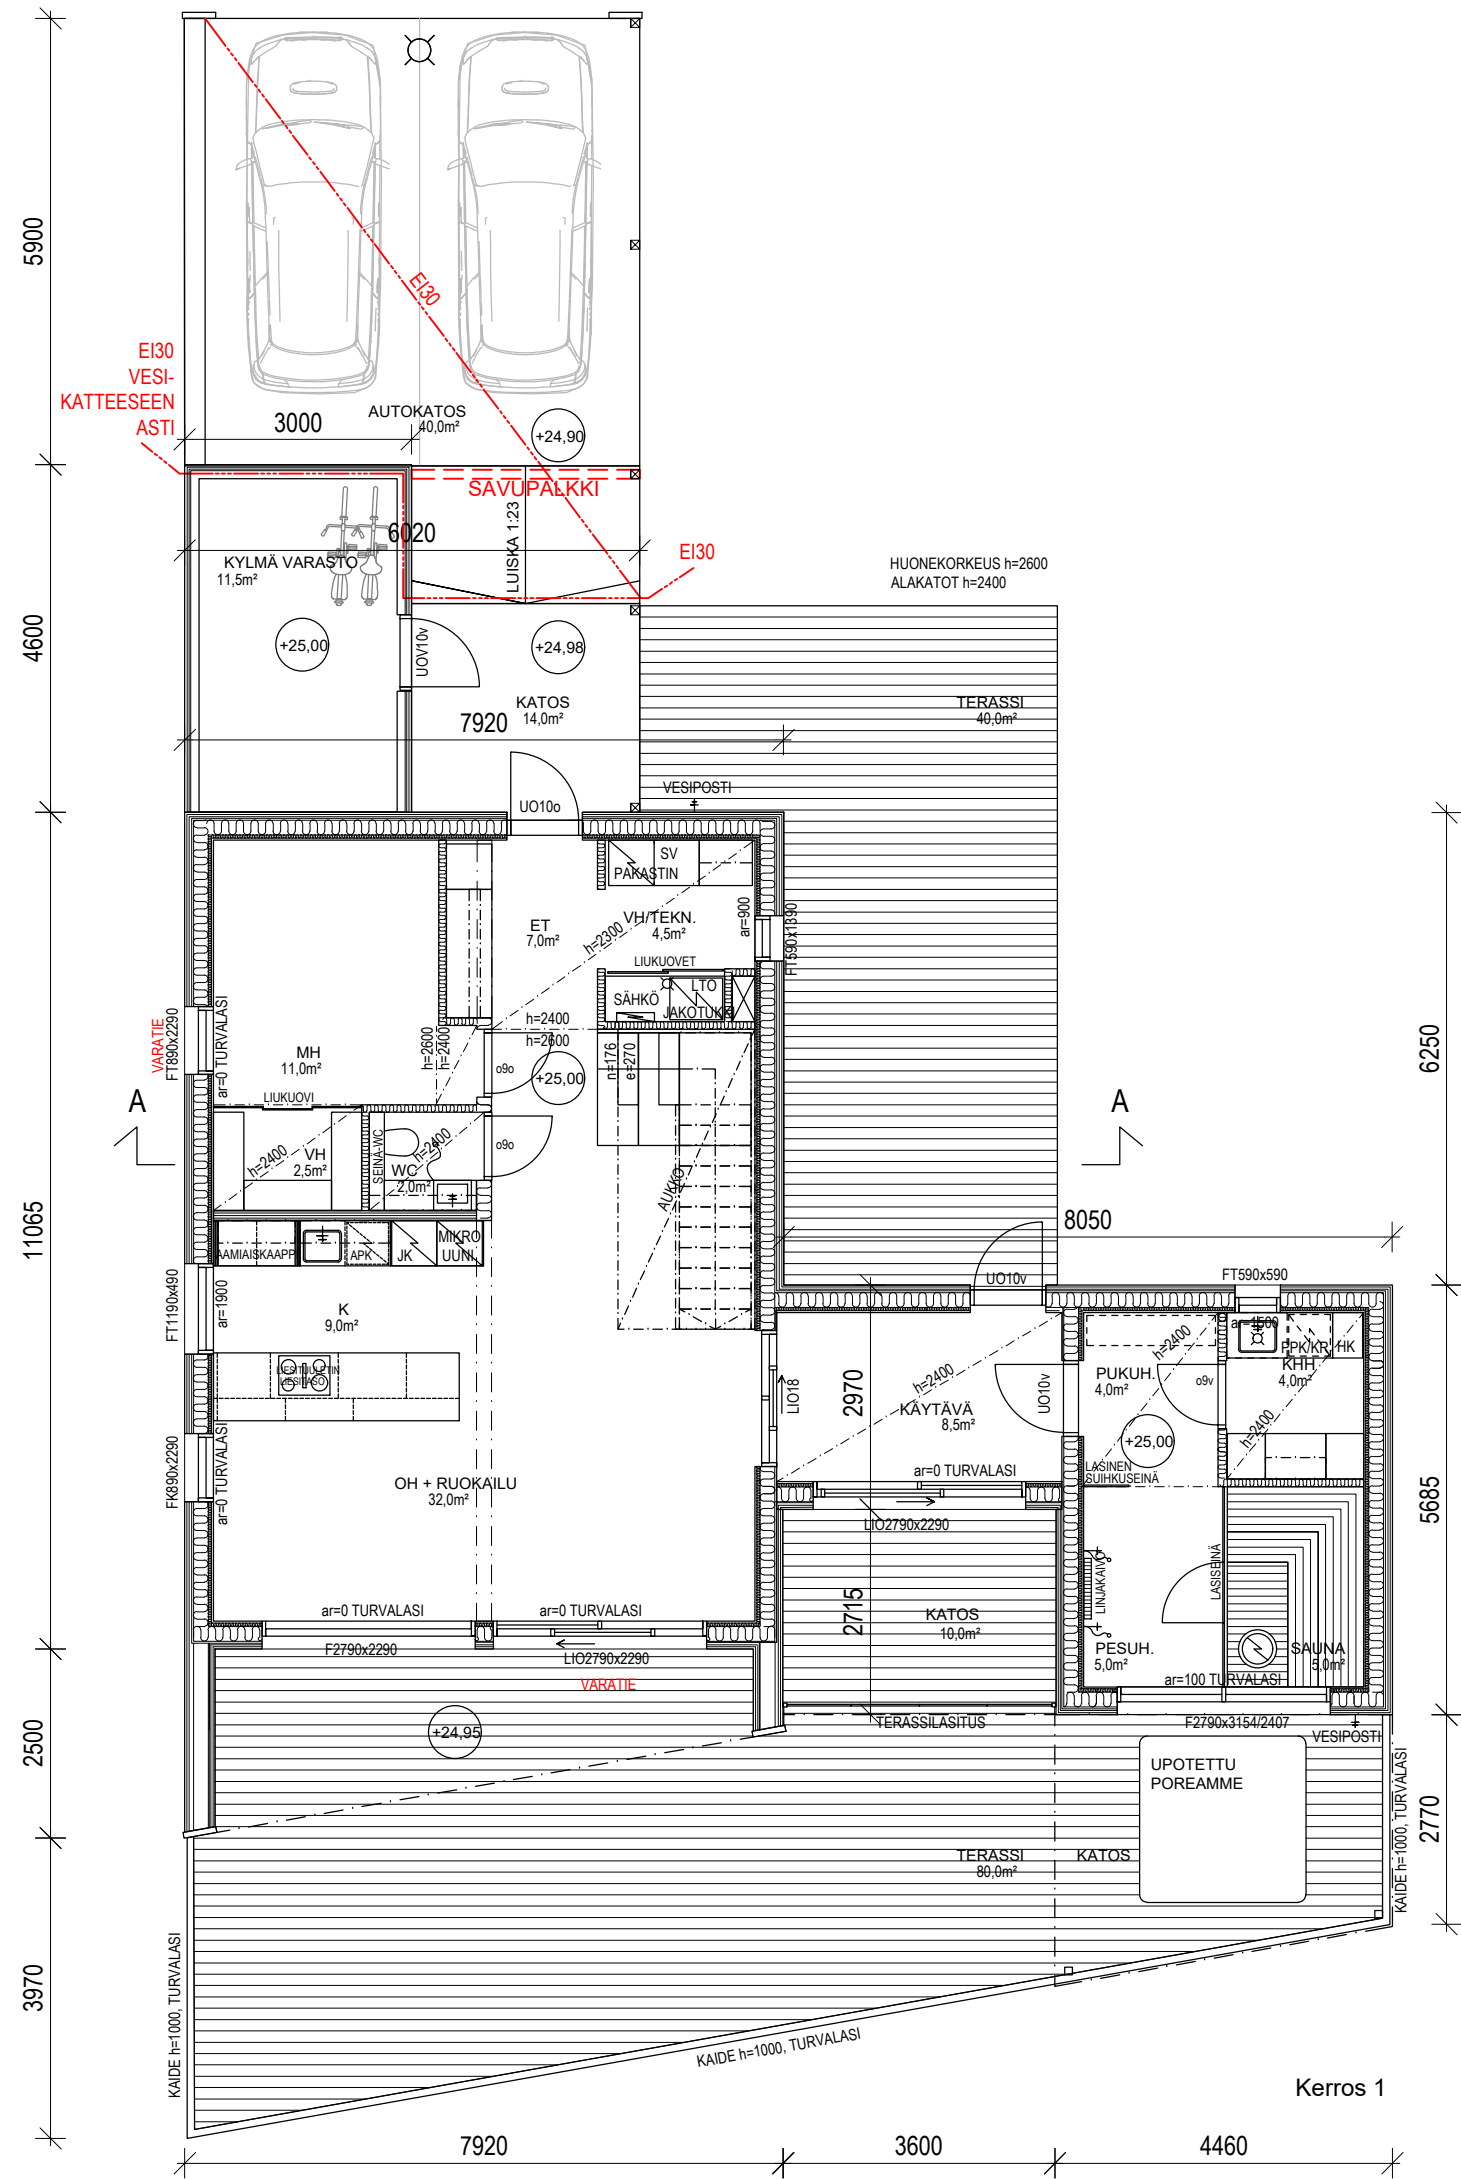 5900
EI30
EI30
VESI-
KATTEESEEN
ASTI
3000
AUTOKATOS
40,0m²
+24,90
SAVUPALKKI
LUISKA 1:23
6020
KYLMÄ VARASTO
11,5m²
EI30
HUONEKORKEUS h=2600
ALAKATOT h=2400
4600
+25,00
UOV10v
+24,98
KATOS
14,0m²
TERASSI
40,0m²
7920
VESIPOSTI
UO10o
SV
PAKASTIN
ET
7,0m²
h=2300
VH/TEKN.
4,5m²
ar=900
FT590x1390
LIUKUOVET
SÄHKÖ
LTO
JAKOTUKKI
h=2400
h=2600
VARATIE
FT890x2290
ar=0 TURVALASI
MH
11,0m²
h=2600
h=2400
o9o
+25,00
n=176
e=270
6250
A
A
LIUKUOVI
h=2400
VH
2,5m²
SEINÄ-WC
h=2400
WC
2,0m²
o9o
AUKKO
11065
8050
AAMIAISKAAPPI
APK
JK
MIKRO
UUNI
UO10v
FT590x590
FT1190x490
ar=1900
K
9,0m²
LIESITUULETIN
LIESITASO
LIO18
2970
h=2400
KÄYTÄVÄ
8,5m²
UO10v
PUKUH.
4,0m²
h=2400
ar=1500
PPK/KR
HK
KHH
4,0m²
o9v
h=2400
+25,00
LASINEN
SUIHKUSEINÄ
FK890x2290
ar=0 TURVALASI
OH + RUOKAILU
32,0m²
ar=0 TURVALASI
LIO2790x2290
5685
2715
KATOS
10,0m²
LINJAKAIVO
LASISEINÄ
PESUH.
5,0m²
SAUNA
5,0m²
ar=100 TURVALASI
ar=0 TURVALASI
ar=0 TURVALASI
F2790x2290
LIO2790x2290
VARATIE
TERASSILASITUS
F2790x3154/2407
VESIPOSTI
2500
+24,95
UPOTETTU
POREAMME
KAIDE h=1000, TURVALASI
2770
TERASSI
80,0m²
KATOS
3970
KAIDE h=1000, TURVALASI
KAIDE h=1000, TURVALASI
Kerros 1
7920
3600
4460